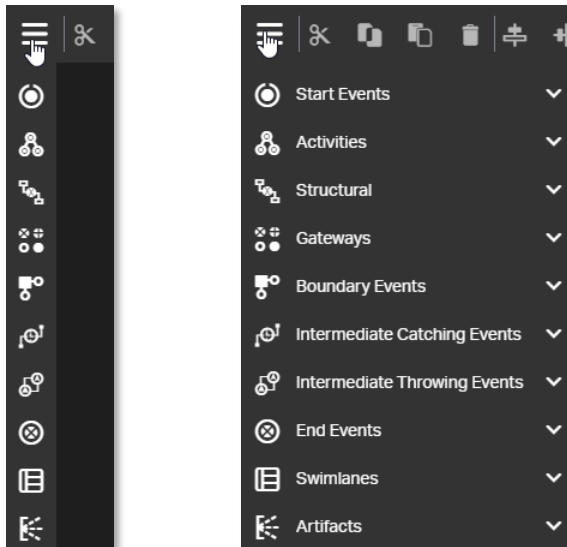 Start Events
Activities
Structural
Gateways
Boundary Events
Intermediate Catching Events
Intermediate Throwing Events
End Events
Swimlanes
Artifacts